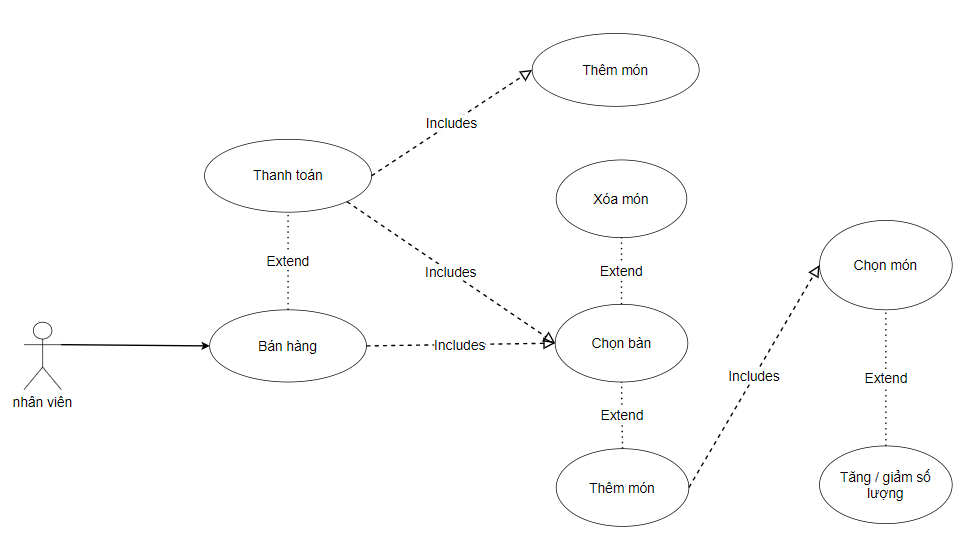 Thêm món
Includes
Thanh toán
Xóa món
Extend
Includes
Extend
Chọn món
Bán hàng
Includes
Chọn bàn
nhân viên
Extend
Includes
Extend
Thêm món
Tăng / giảm số
lượng